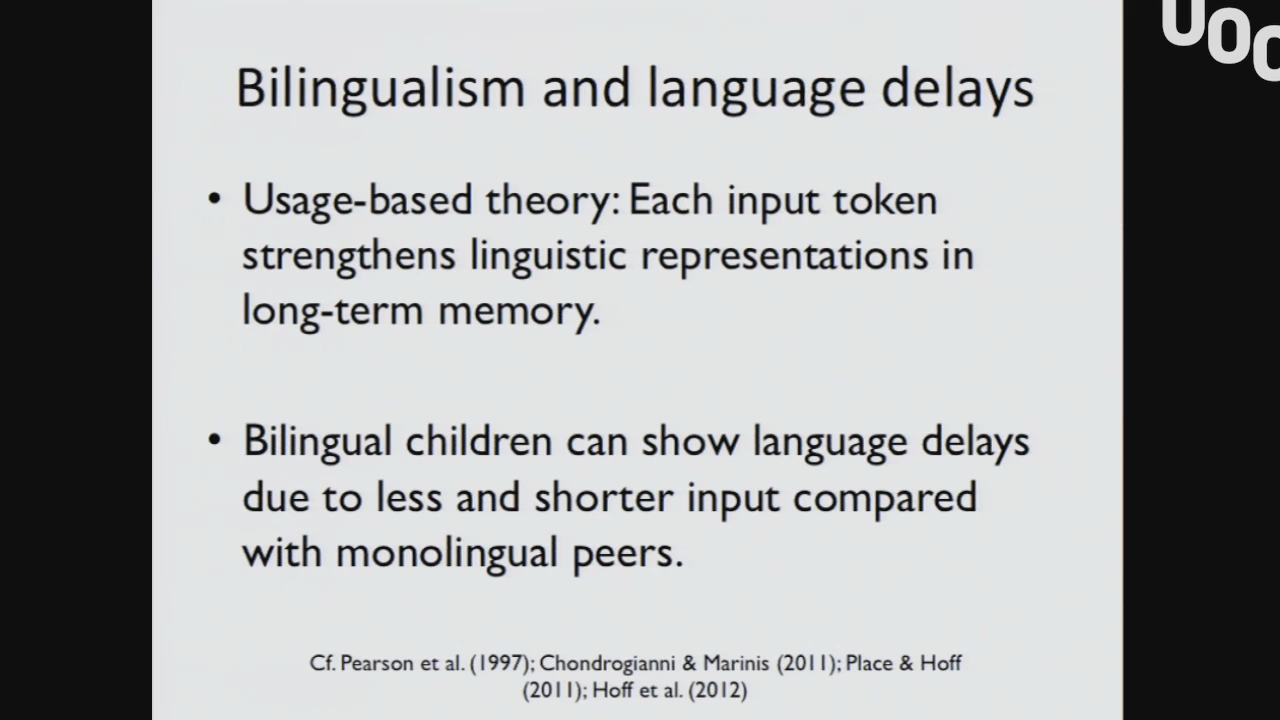 UOC
Bilingualism and language delays
• Usage-based theory: Each input token
strengthens linguistic representations in
long-term memory.
• Bilingual children can show language delays
due to less and shorter input compared
with monolingual peers.
Cf. Pearson et al. (1997); Chondrogianni & Marinis (2011); Place & Hoff
(2011); Hoff et al. (2012)